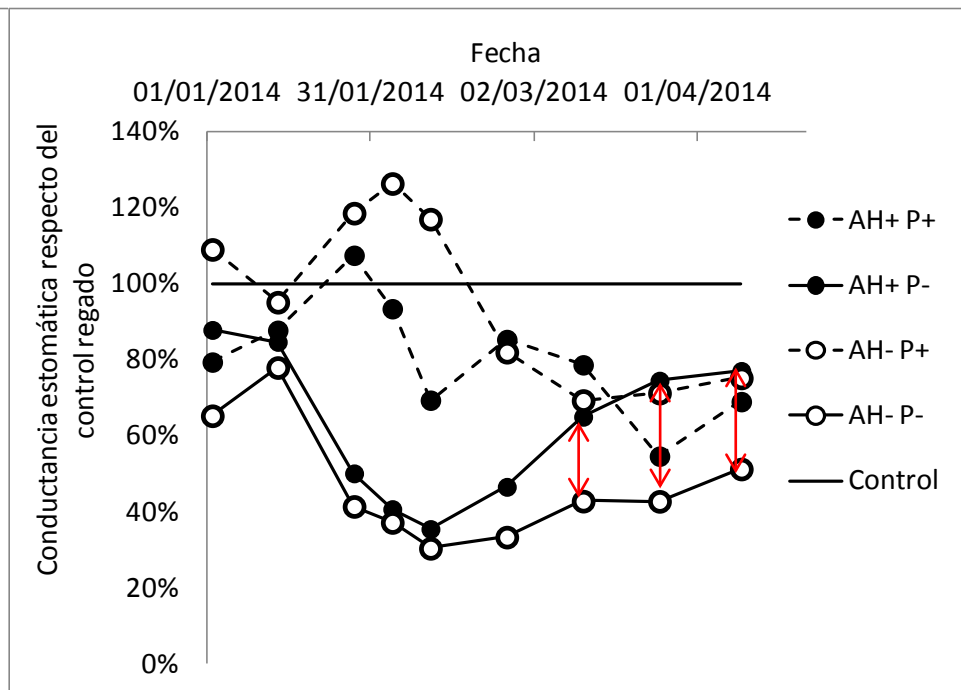 Fecha
01/01/2014 31/01/2014 02/03/2014 01/04/2014
Conductancia estomática respecto del
control regado
140%
120%
100%
80%
60%
40%
20%
0%
AH+ P+
AH+ P-
AH- P+
AH- P-
Control